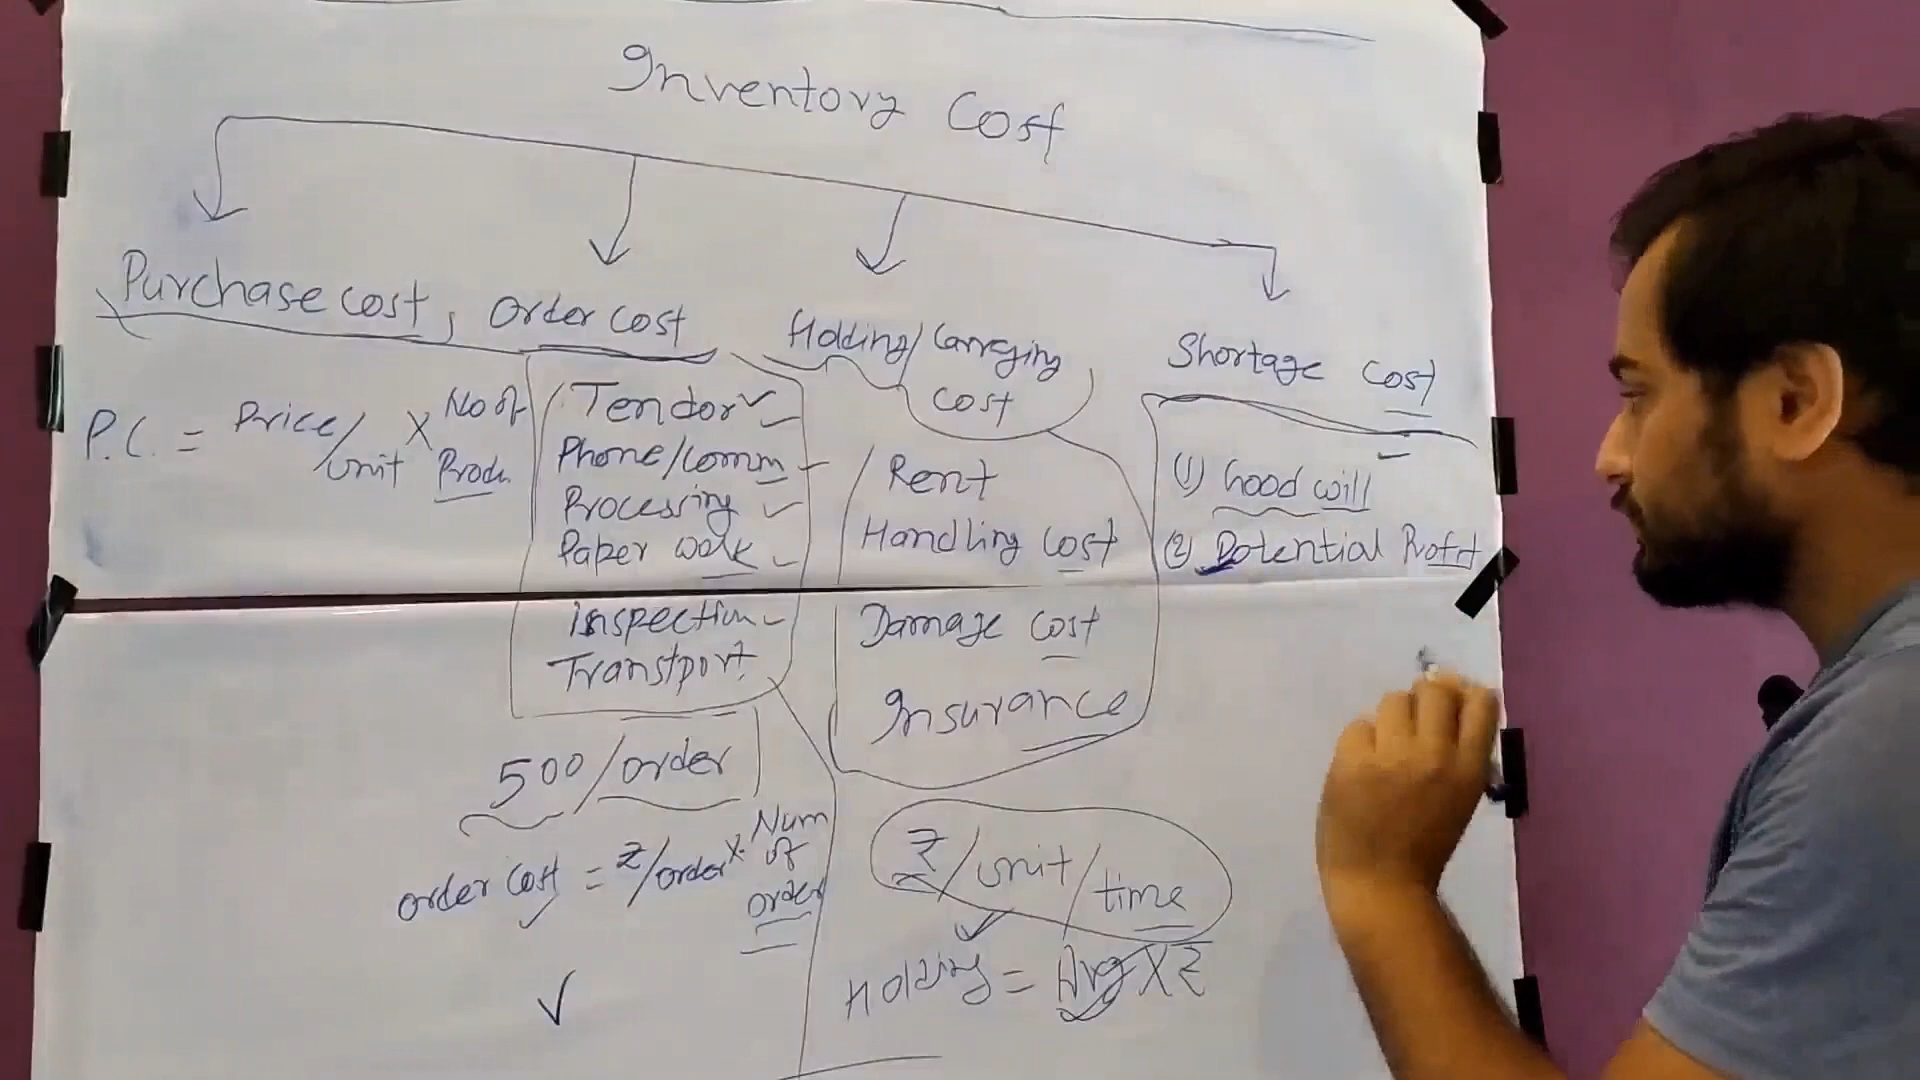 Inventory Cost
Purchase cost, order cost
Holding/Carrying
cost
Shortage cost
P.C. = Price/unit X No of Produ.
Tendor
Phone/comm
Processing
Paper work
Inspection
Transtport
500/order
order cost = ₹/order x Num of order
Rent
Handling cost
Damage cost
Insurance
₹/unit/time
Holding = Avg X ₹
(1) Good will
(2) Potential Profit